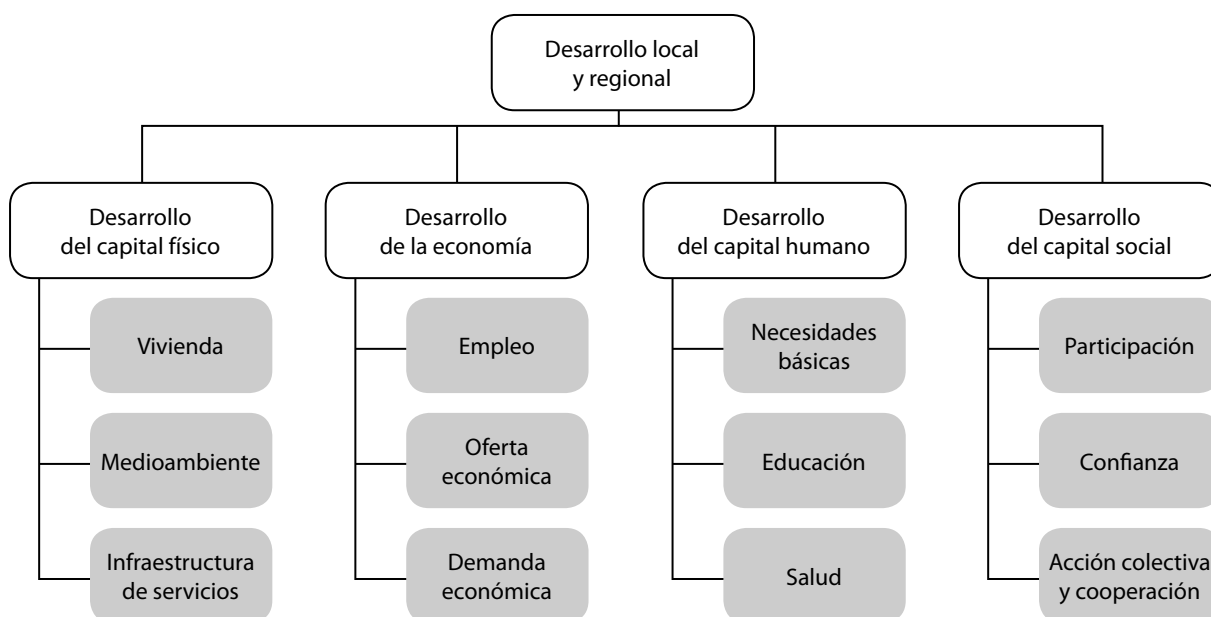 Desarrollo local
y regional
Desarrollo
del capital físico
Vivienda
Medioambiente
Infraestructura
de servicios
Desarrollo
de la economía
Empleo
Oferta
económica
Demanda
económica
Desarrollo
del capital humano
Necesidades
básicas
Educación
Salud
Desarrollo
del capital social
Participación
Confianza
Acción colectiva
y cooperación